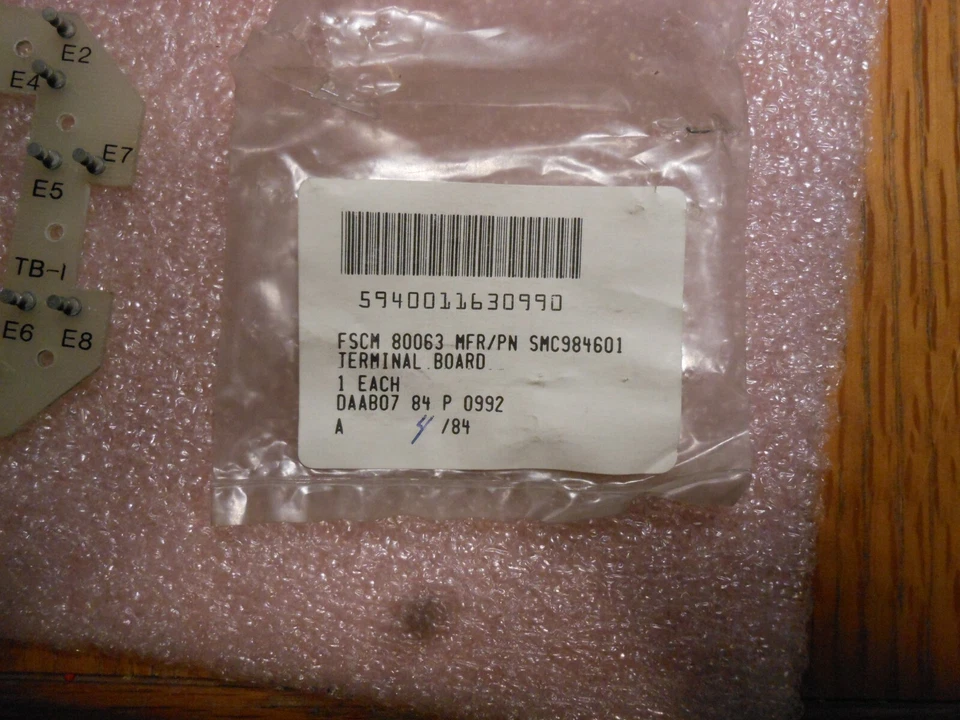 E2
E4
E7
E5
TB-1
E6 E8
5940011630990
FSCM 80063 MFR/PN SMC984601
TERMINAL BOARD
1 EACH
DAAB07 84 P 0992
A 4 /84